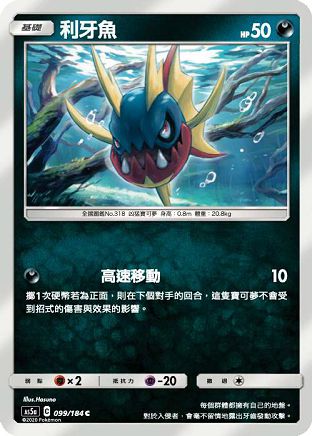 基礎 利牙魚 HP 50
全國圖鑑No.318 凶猛寶可夢 身高：0.8m 體重：20.8kg
高速移動 10
擲1次硬幣若為正面，則在下個對手的回合，這隻寶可夢不會受
到招式的傷害與效果的影響。
弱點 ×2 抵抗力 -20 撤退
Illus.Hasuno
AS5a C 099/184 C
©2020 Pokémon
每個群體都擁有自己的地盤。
對於入侵者，會毫不留情地露出牙齒發動攻擊。